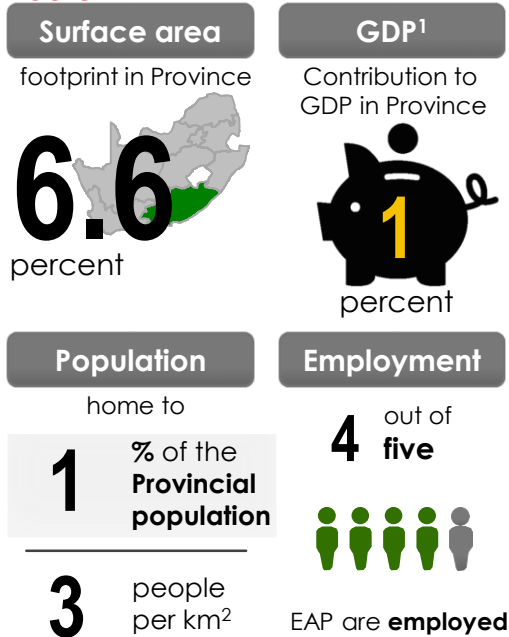 Surface area
footprint in Province
6.6
percent
GDP¹
Contribution to
GDP in Province
1
percent
Population
home to
1
% of the
Provincial
population
3
people
per km²
Employment
4
out of
five
EAP are employed